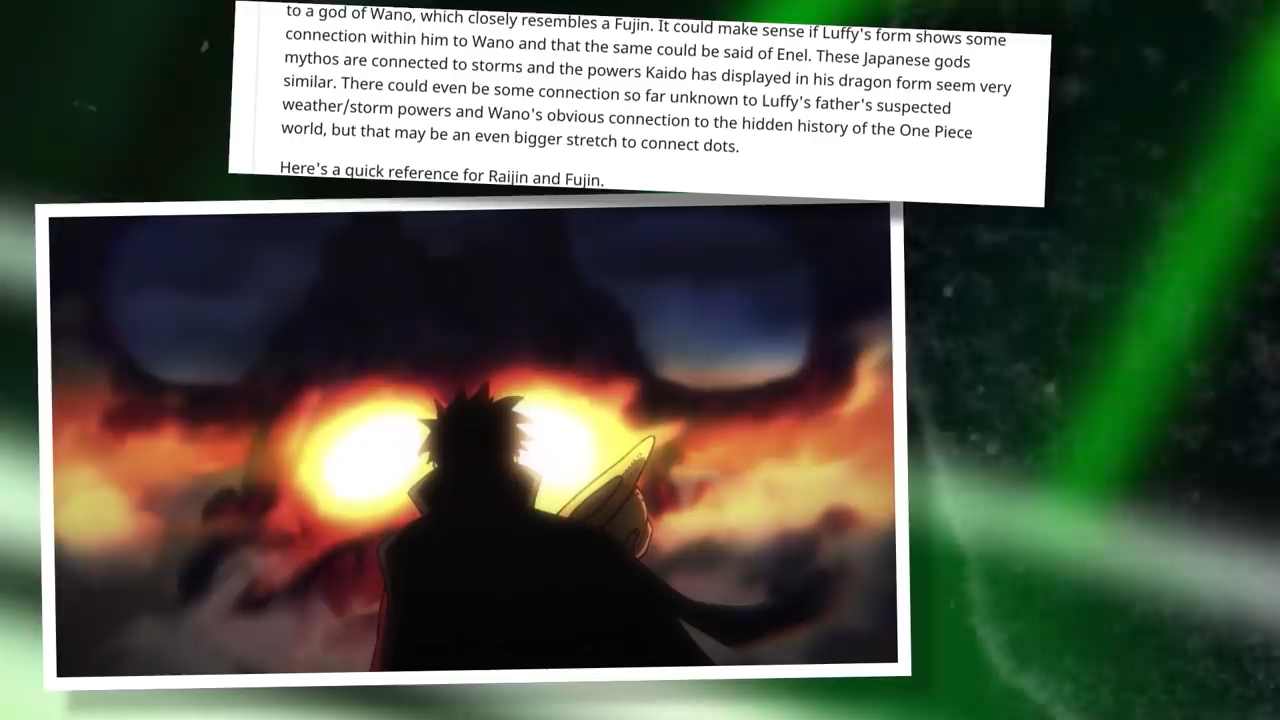 to a god of Wano, which closely resembles a Fujin. It could make sense if Luffy's form shows some
connection within him to Wano and that the same could be said of Enel. These Japanese gods
mythos are connected to storms and the powers Kaido has displayed in his dragon form seem very
similar. There could even be some connection so far unknown to Luffy's father's suspected
weather/storm powers and Wano's obvious connection to the hidden history of the One Piece
world, but that may be an even bigger stretch to connect dots.
Here's a quick reference for Raijin and Fujin.